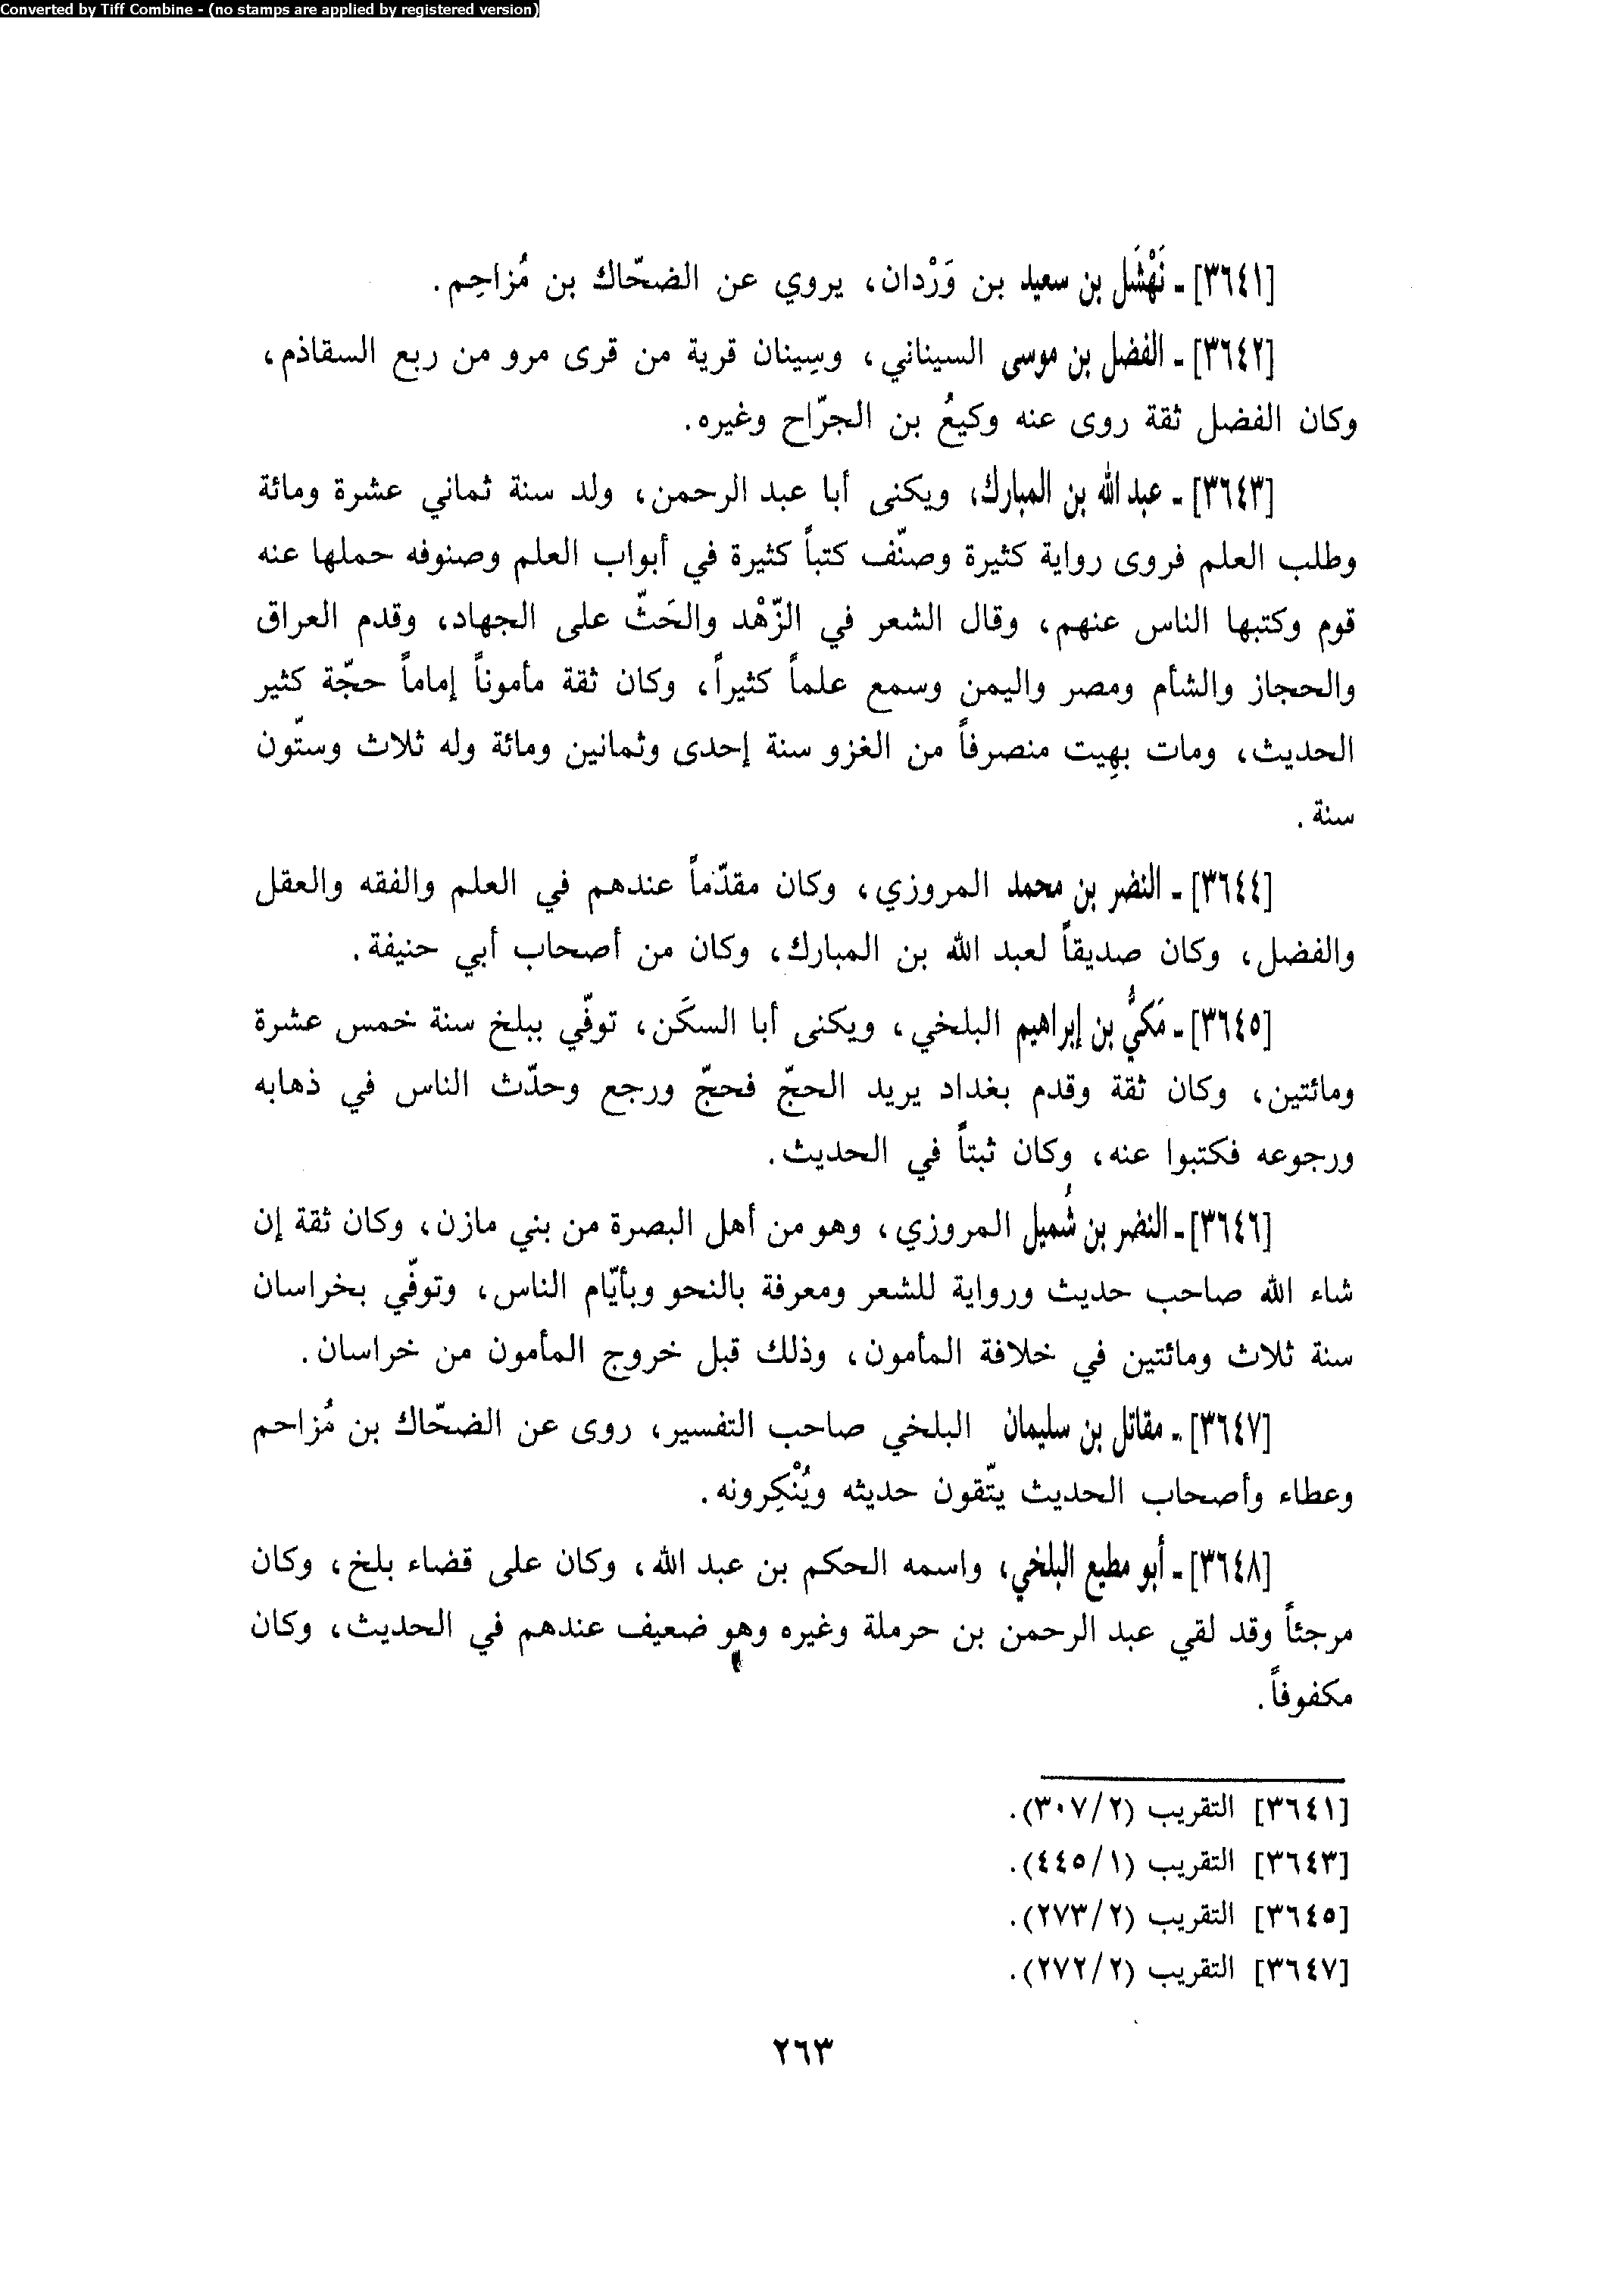 Converted by Tiff Combine - (no stamps are applied by registered version)
[٣٦٤١] - نَهْشَل بن سعيد بن وَرْدان، يروي عن الضحّاك بن مُزاحِم.
[٣٦٤٢] - الفضل بن موسى السيناني، وسِينان قرية من قرى مرو من ربع السقاذم،
وكان الفضل ثقة روى عنه وكيعُ بن الجرّاح وغيره.
[٣٦٤٣] - عبد الله بن المبارك، ويكنى أبا عبد الرحمن، ولد سنة ثماني عشرة ومائة
وطلب العلم فروى رواية كثيرة وصنّف كتباً كثيرة في أبواب العلم وصنوفه حملها عنه
قوم وكتبها الناس عنهم، وقال الشعر في الزّهْد والحَثّ على الجهاد، وقدم العراق
والحجاز والشأم ومصر واليمن وسمع علماً كثيراً، وكان ثقة مأموناً إماماً حجّة كثير
الحديث، ومات بهِيت منصرفاً من الغزو سنة إحدى وثمانين ومائة وله ثلاث وستّون
سنة.
[٣٦٤٤] - النضر بن محمد المروزي، وكان مقدّماً عندهم في العلم والفقه والعقل
والفضل، وكان صديقاً لعبد الله بن المبارك، وكان من أصحاب أبي حنيفة.
[٣٦٤٥] - مَكيُّ بن إبراهيم البلخي، ويكنى أبا السكَن، توفّي ببلخ سنة خمس عشرة
ومائتين، وكان ثقة وقدم بغداد يريد الحجّ فحجّ ورجع وحدّث الناس في ذهابه
ورجوعه فكتبوا عنه، وكان ثبتاً في الحديث.
[٣٦٤٦] - النضر بن شُميل المروزي، وهو من أهل البصرة من بني مازن، وكان ثقة إن
شاء الله صاحب حديث ورواية للشعر ومعرفة بالنحو وبأيّام الناس، وتوفّي بخراسان
سنة ثلاث ومائتين في خلافة المأمون، وذلك قبل خروج المأمون من خراسان.
[٣٦٤٧] - مقاتل بن سليمان البلخي صاحب التفسير، روى عن الضحّاك بن مُزاحم
وعطاء وأصحاب الحديث يتّقون حديثه ويُنْكِرونه.
[٣٦٤٨] - أبو مطيع البلخي، واسمه الحكم بن عبد الله، وكان على قضاء بلخ، وكان
مرجئاً وقد لقي عبد الرحمن بن حرملة وغيره وهو ضعيف عندهم في الحديث، وكان
مكفوفاً.
[٣٦٤١] التقريب (٣٠٧/٢).
[٣٦٤٣] التقريب (٤٤٥/١).
[٣٦٤٥] التقريب (٢٧٣/٢).
[٣٦٤٧] التقريب (٢٧٢/٢).
٢٦٣